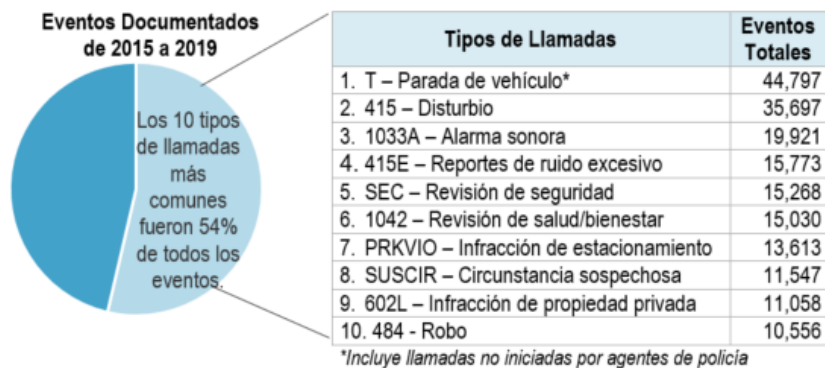 Eventos Documentados
de 2015 a 2019
Los 10 tipos
de llamadas
más
comunes
fueron 54%
de todos los
eventos.
Tipos de Llamadas Eventos Totales
1. T – Parada de vehículo* 44,797
2. 415 – Disturbio 35,697
3. 1033A – Alarma sonora 19,921
4. 415E – Reportes de ruido excesivo 15,773
5. SEC – Revisión de seguridad 15,268
6. 1042 – Revisión de salud/bienestar 15,030
7. PRKVIO – Infracción de estacionamiento 13,613
8. SUSCIR – Circunstancia sospechosa 11,547
9. 602L – Infracción de propiedad privada 11,058
10. 484 - Robo 10,556
*Incluye llamadas no iniciadas por agentes de policía